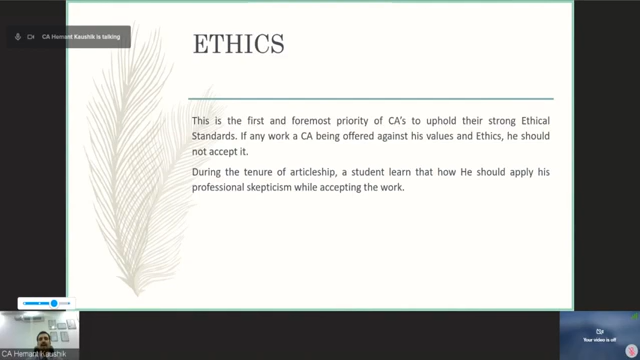 CA Hemant Kaushik is talking
ETHICS
This is the first and foremost priority of CA's to uphold their strong Ethical
Standards. If any work a CA being offered against his values and Ethics, he should
not accept it.
During the tenure of articleship, a student learn that how He should apply his
professional skepticism while accepting the work.
CA Hemant Kaushik
Your video is off